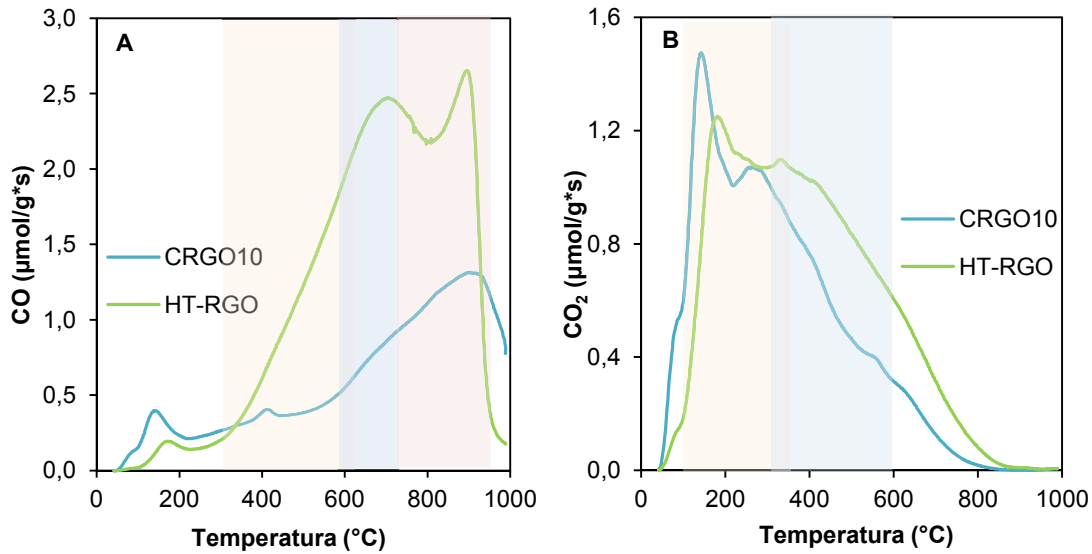 A
CO (µmol/g*s)
3,0
2,5
2,0
1,5
1,0
0,5
0,0
CRGO10
HT-RGO
0 200 400 600 800 1000
Temperatura (°C)
B
CO₂ (µmol/g*s)
1,6
1,2
0,8
0,4
0,0
CRGO10
HT-RGO
0 200 400 600 800 1000
Temperatura (°C)